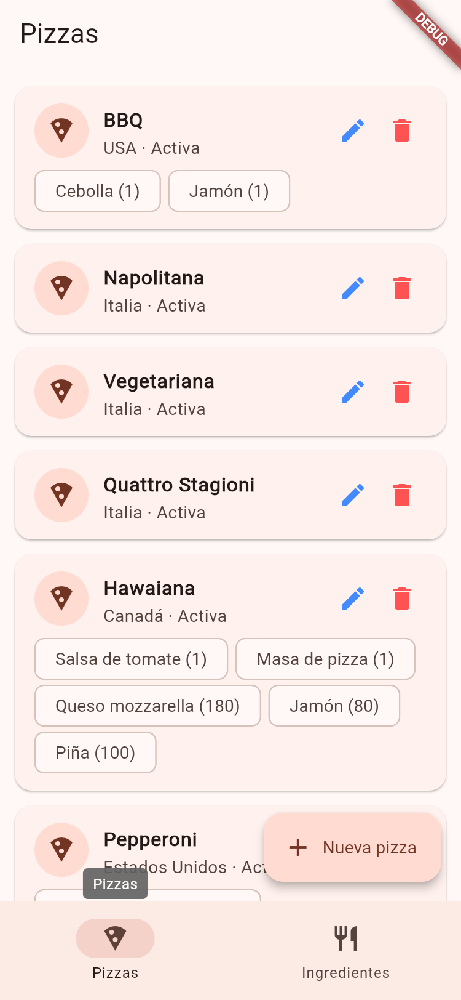 Pizzas
DEBUG
BBQ
USA · Activa
Cebolla (1) Jamón (1)
Napolitana
Italia · Activa
Vegetariana
Italia · Activa
Quattro Stagioni
Italia · Activa
Hawaiana
Canadá · Activa
Salsa de tomate (1) Masa de pizza (1)
Queso mozzarella (180) Jamón (80)
Piña (100)
Pepperoni
Nueva pizza
Estados Unidos · Act
Pizzas
Pizzas Ingredientes